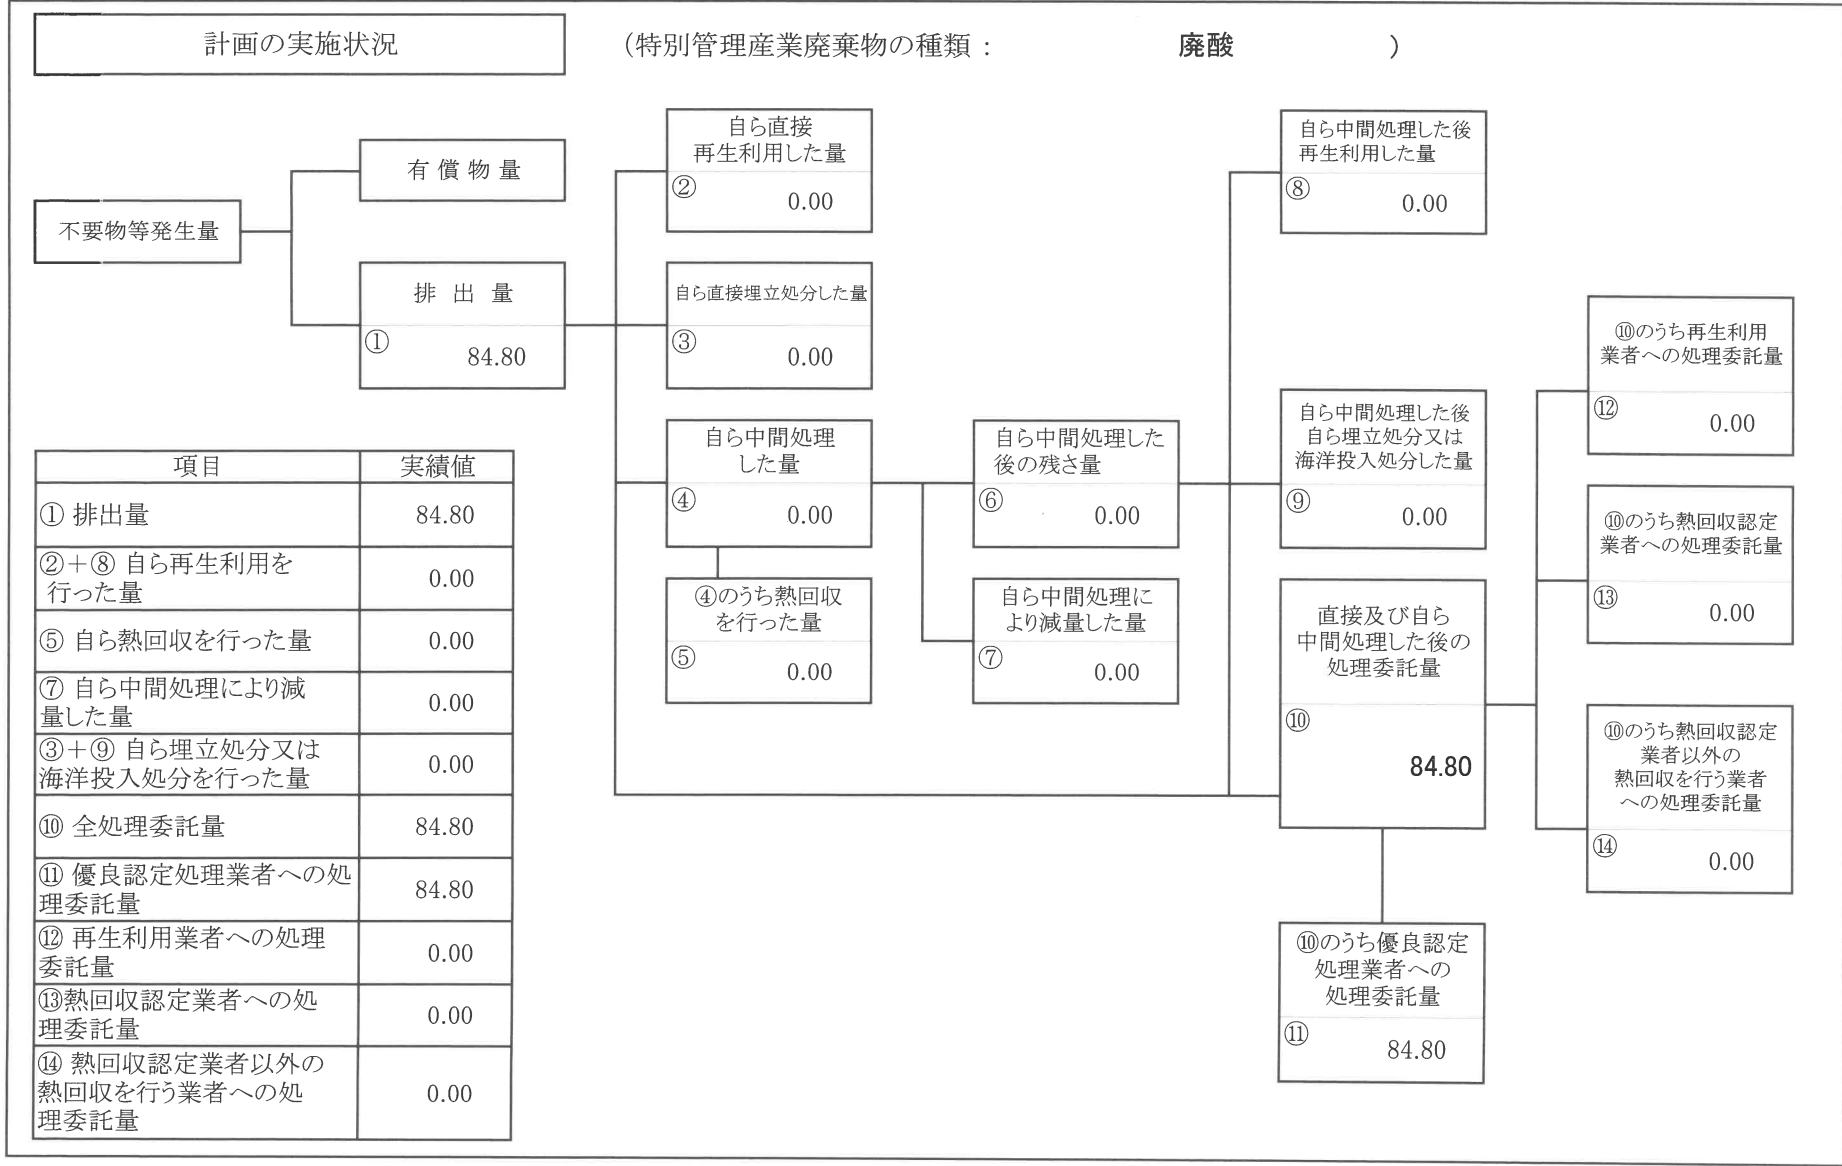 計画の実施状況
（特別管理産業廃棄物の種類： 廃酸 ）
不要物等発生量
有償物量
排出量
① 84.80
自ら直接
再生利用した量
② 0.00
自ら直接埋立処分した量
③ 0.00
自ら中間処理
した量
④ 0.00
④のうち熱回収
を行った量
⑤ 0.00
自ら中間処理した
後の残さ量
⑥ 0.00
自ら中間処理に
より減量した量
⑦ 0.00
自ら中間処理した後
再生利用した量
⑧ 0.00
自ら中間処理した後
自ら埋立処分又は
海洋投入処分した量
⑨ 0.00
直接及び自ら
中間処理した後の
処理委託量
⑩
84.80
⑩のうち優良認定
処理業者への
処理委託量
⑪ 84.80
⑩のうち再生利用
業者への処理委託量
⑫ 0.00
⑩のうち熱回収認定
業者への処理委託量
⑬ 0.00
⑩のうち熱回収認定
業者以外の
熱回収を行う業者
への処理委託量
⑭ 0.00
項目 実績値
① 排出量 84.80
②＋⑧ 自ら再生利用を
行った量 0.00
⑤ 自ら熱回収を行った量 0.00
⑦ 自ら中間処理により減
量した量 0.00
③＋⑨ 自ら埋立処分又は
海洋投入処分を行った量 0.00
⑩ 全処理委託量 84.80
⑪ 優良認定処理業者への処
理委託量 84.80
⑫ 再生利用業者への処理
委託量 0.00
⑬熱回収認定業者への処
理委託量 0.00
⑭ 熱回収認定業者以外の
熱回収を行う業者への処
理委託量 0.00